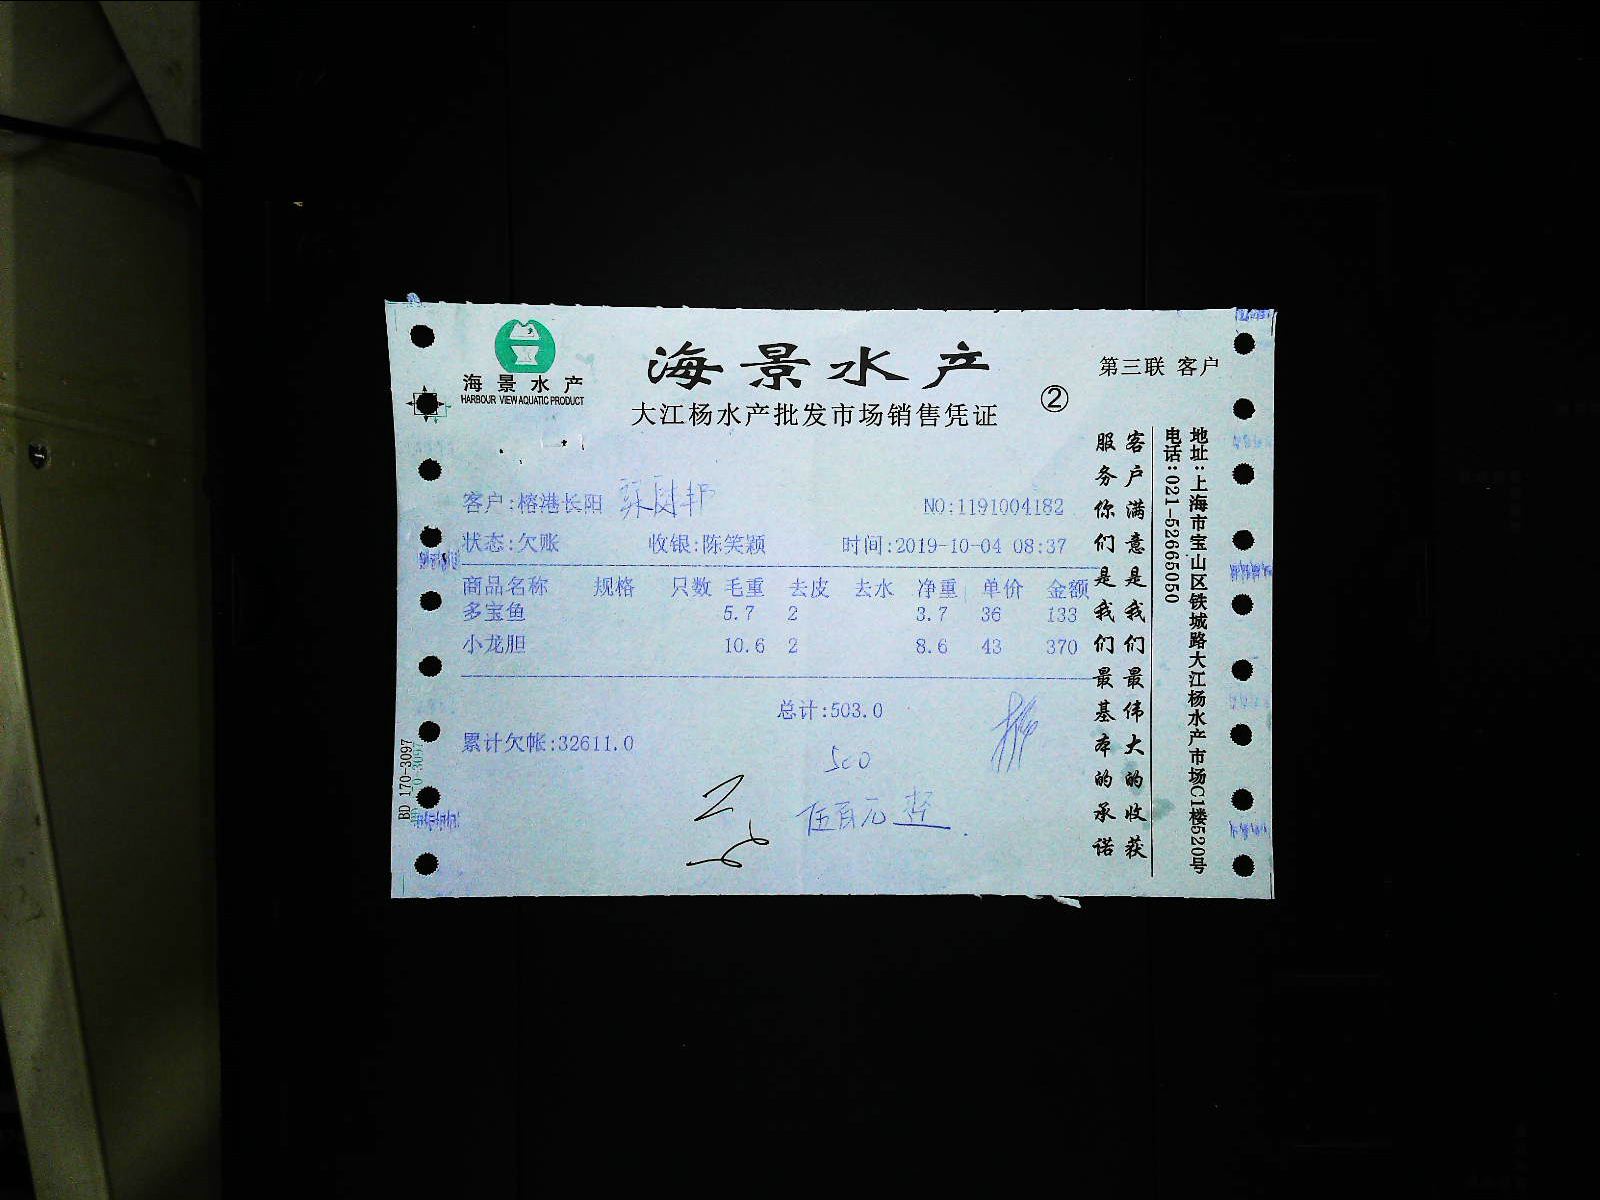 海景水产
HARBOUR VIEW AQUATIC PRODUCT
海景水产
大江杨水产批发市场销售凭证
②
第三联 客户
客户:榕港长阳
NO:1191004182
状态:欠账 收银:陈笑颖 时间:2019-10-04 08:37
商品名称 规格 只数 毛重 去皮 去水 净重 单价 金额
多宝鱼 5.7 2 3.7 36 133
小龙胆 10.6 2 8.6 43 370
总计:503.0
累计欠帐:32611.0
500
伍百元整
客户满意是我们最伟大的收获
服务你们是我们最基本的承诺
地址:上海市宝山区铁城路大江杨水产市场C1楼520号
电话:021-52665050
BD 170-3097